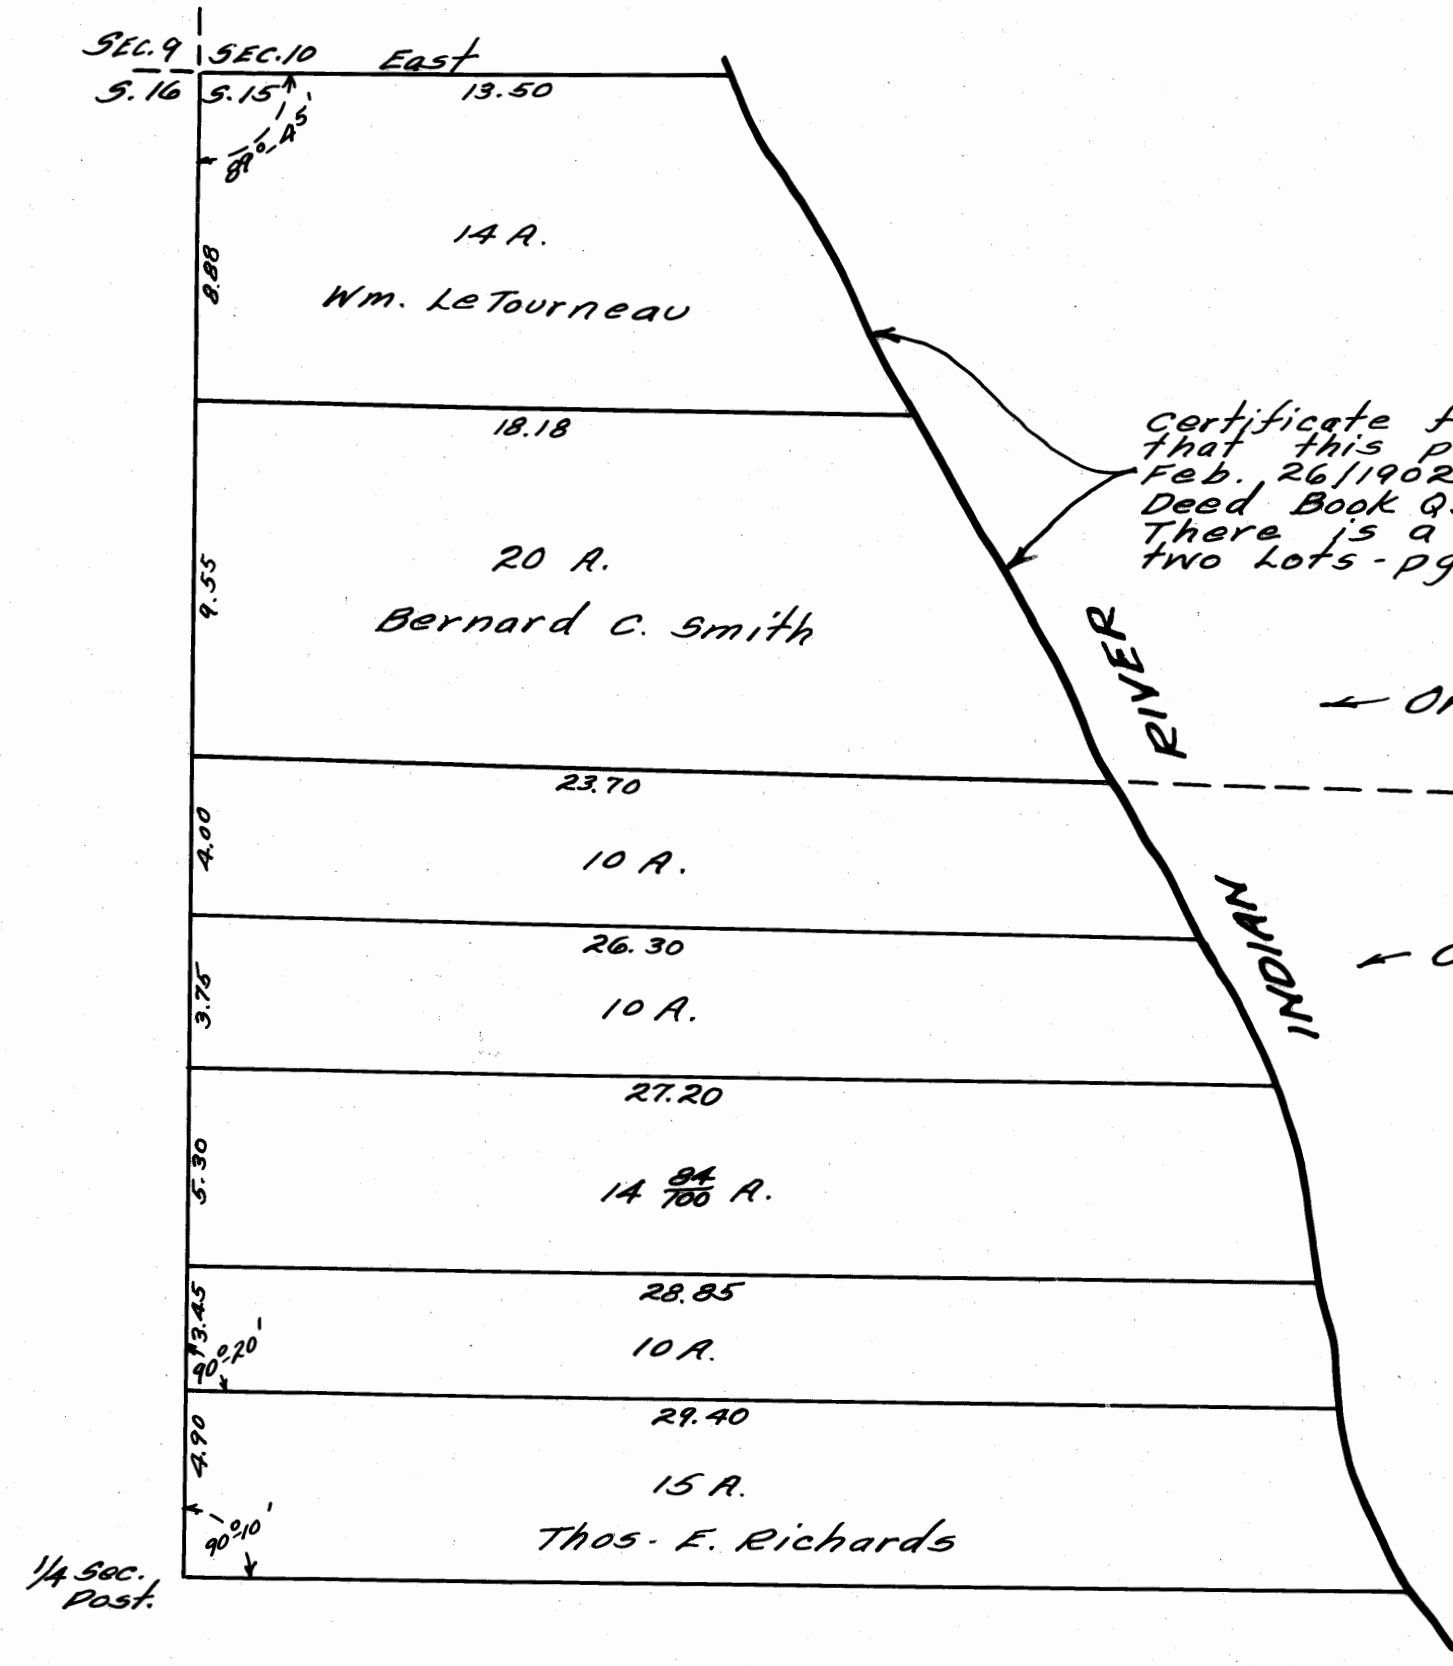 SEC. 9 SEC. 10 East
S. 16 S. 15 13.50
89°-45'
14 A.
8.88
Wm. LeTourneau
18.18
Certificate
that this
Feb. 26/1902
Deed Book
There is a
two Lots - pg
20 A.
9.55
Bernard C. Smith
RIVER
23.70
4.00
10 A.
INDIAN
26.30
3.75
10 A.
27.20
5.30
14 84/100 A.
28.85
3.45
10 A.
90°-20'
29.40
4.90
15 A.
90°-10'
Thos. E. Richards
1/4 Sec.
Post.